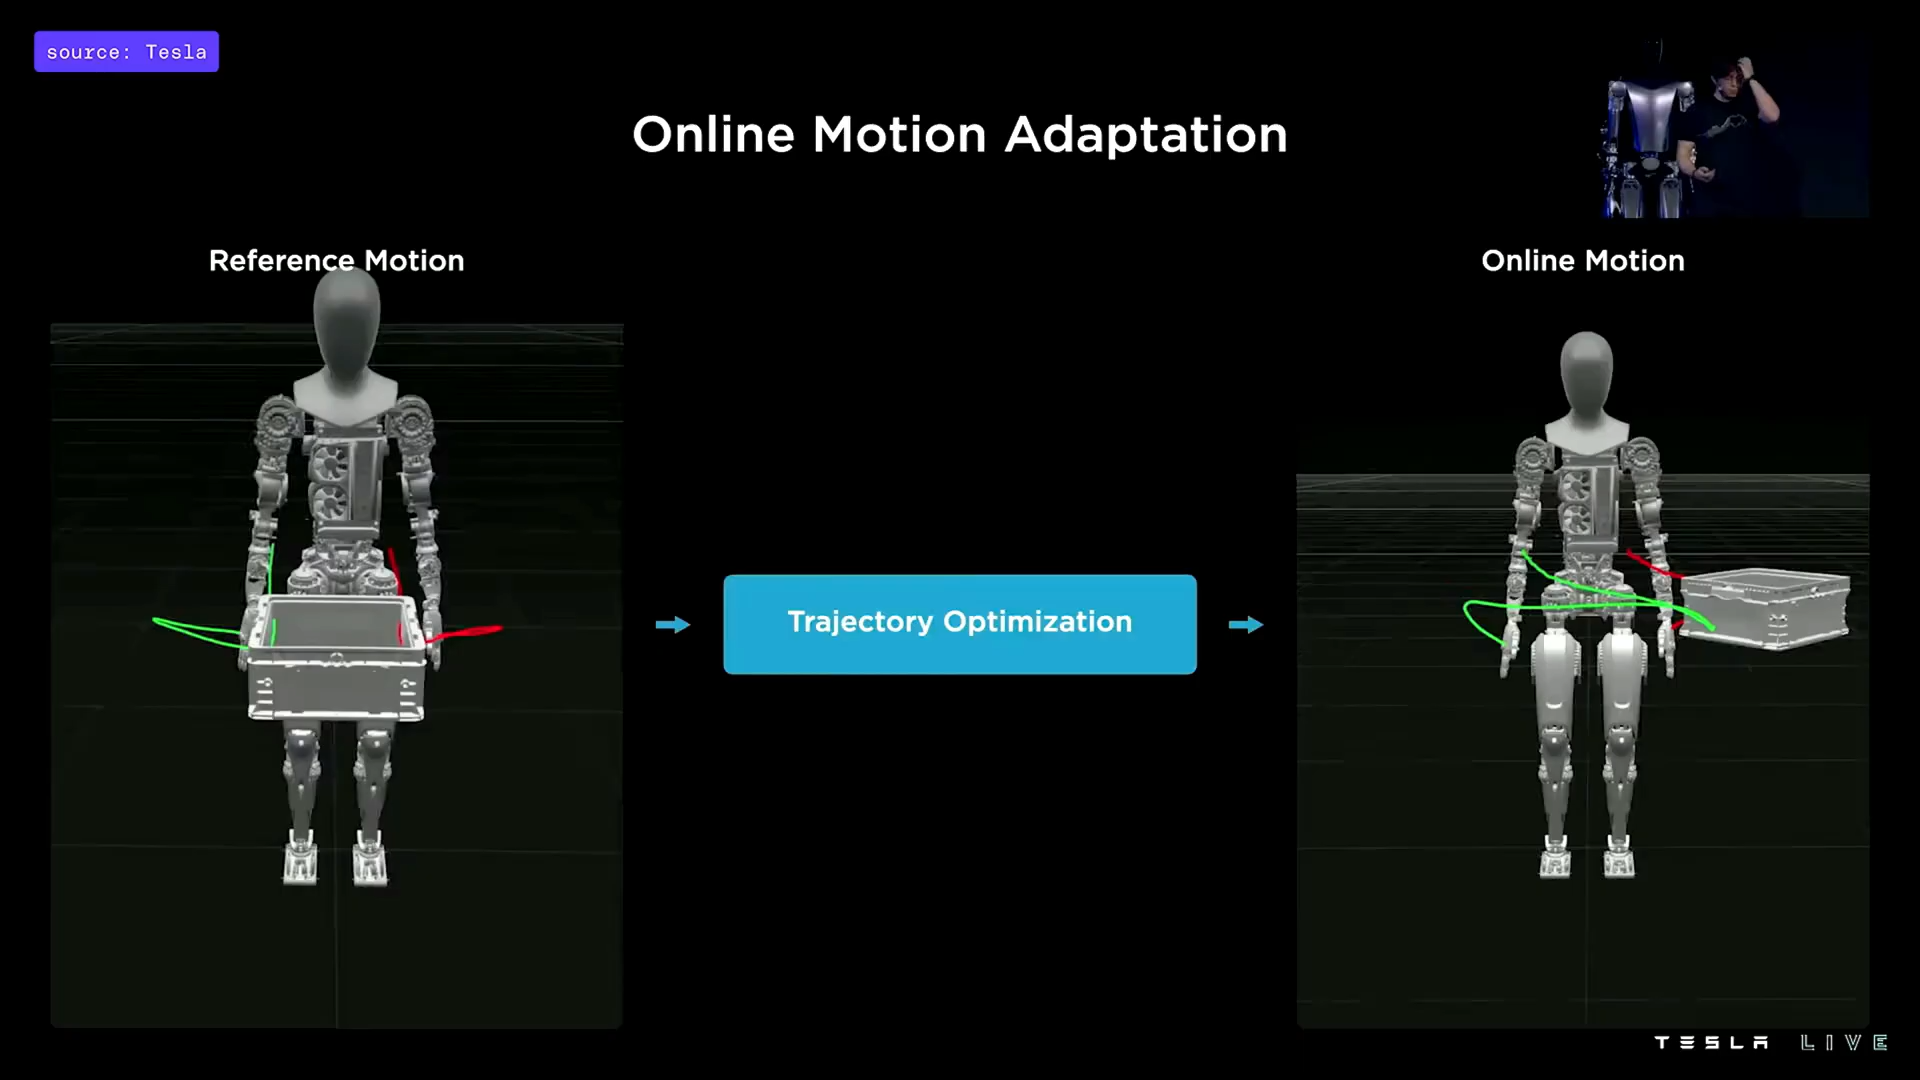 source: Tesla
Online Motion Adaptation
Reference Motion
Online Motion
Trajectory Optimization
TESLA LIVE